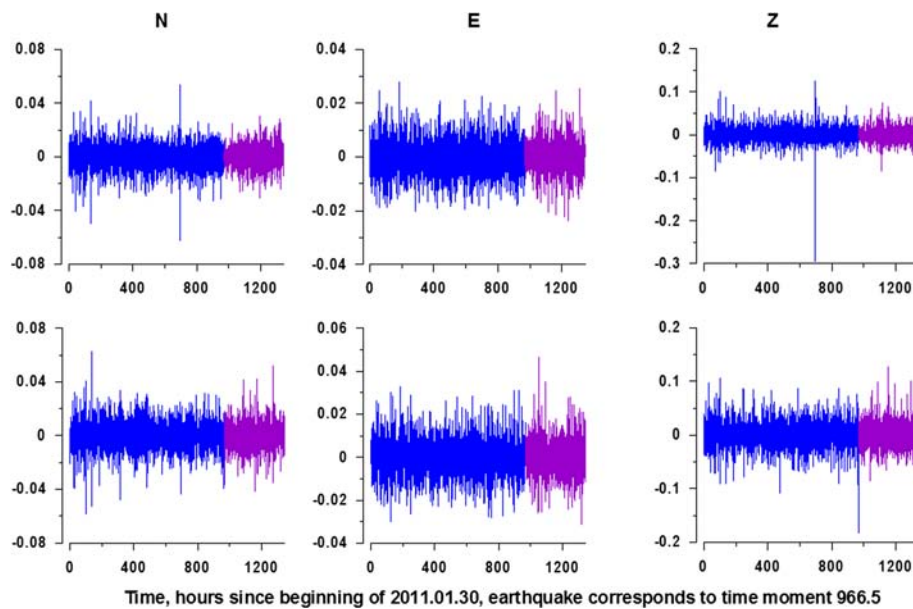 N E Z
0.08 0.04 0.2
0.04 0.02 0.1
0 0 0
-0.1
-0.04 -0.02 -0.2
-0.08 -0.04 -0.3
0 400 800 1200 0 400 800 1200 0 400 800 1200
0.08 0.06 0.2
0.04 0.04 0.1
0.02
0 0 0
-0.04 -0.02 -0.1
-0.08 -0.04 -0.2
0 400 800 1200 0 400 800 1200 0 400 800 1200
Time, hours since beginning of 2011.01.30, earthquake corresponds to time moment 966.5